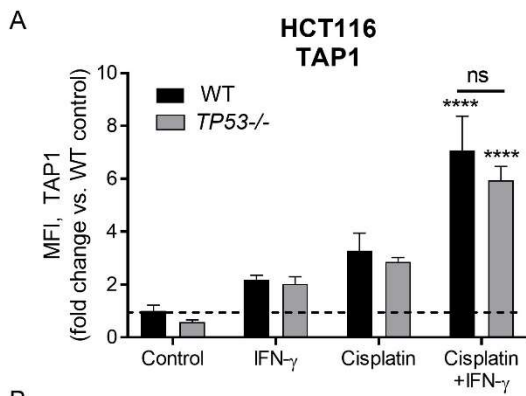 A
HCT116
TAP1
MFI, TAP1
(fold change vs. WT control)
10
8
6
4
2
0
WT
TP53-/-
ns
****
****
Control
IFN-γ
Cisplatin
Cisplatin
+IFN-γ